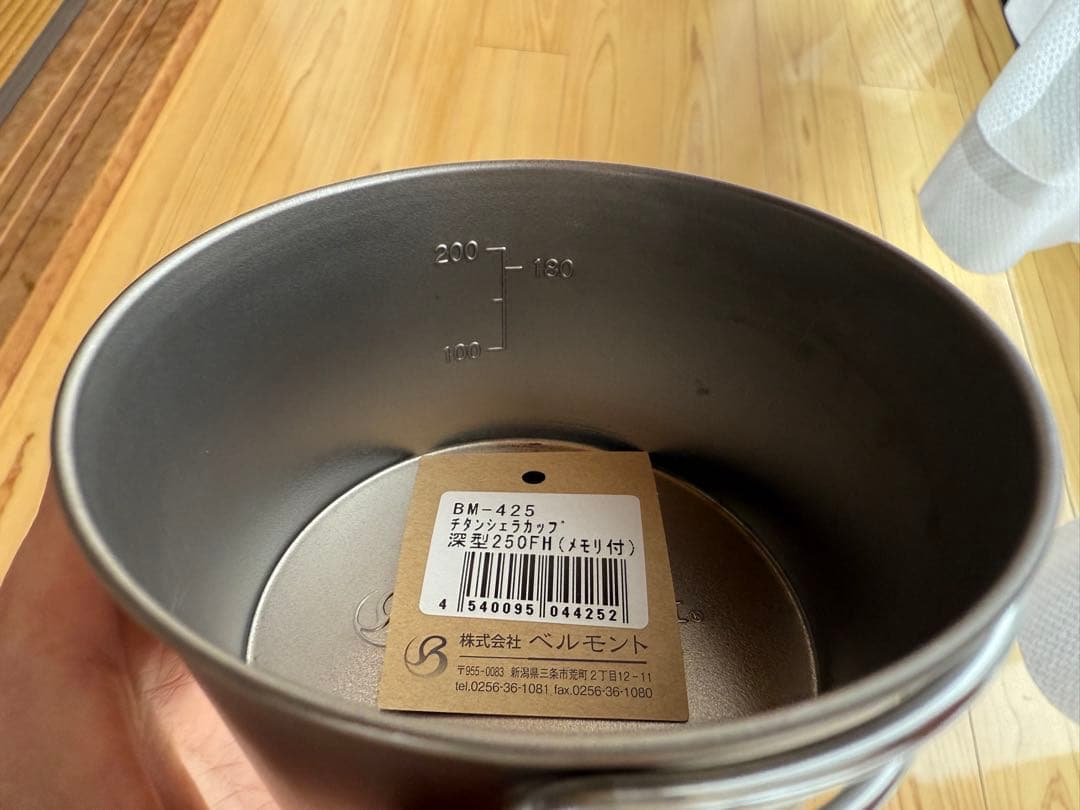 200
180
100
BM-425
チタンシェラカップ
深型250FH(メモリ付)
4 540095 044252
株式会社 ベルモント
〒955-0083 新潟県三条市荒町2丁目12-11
tel.0256-36-1081 fax.0256-36-1080